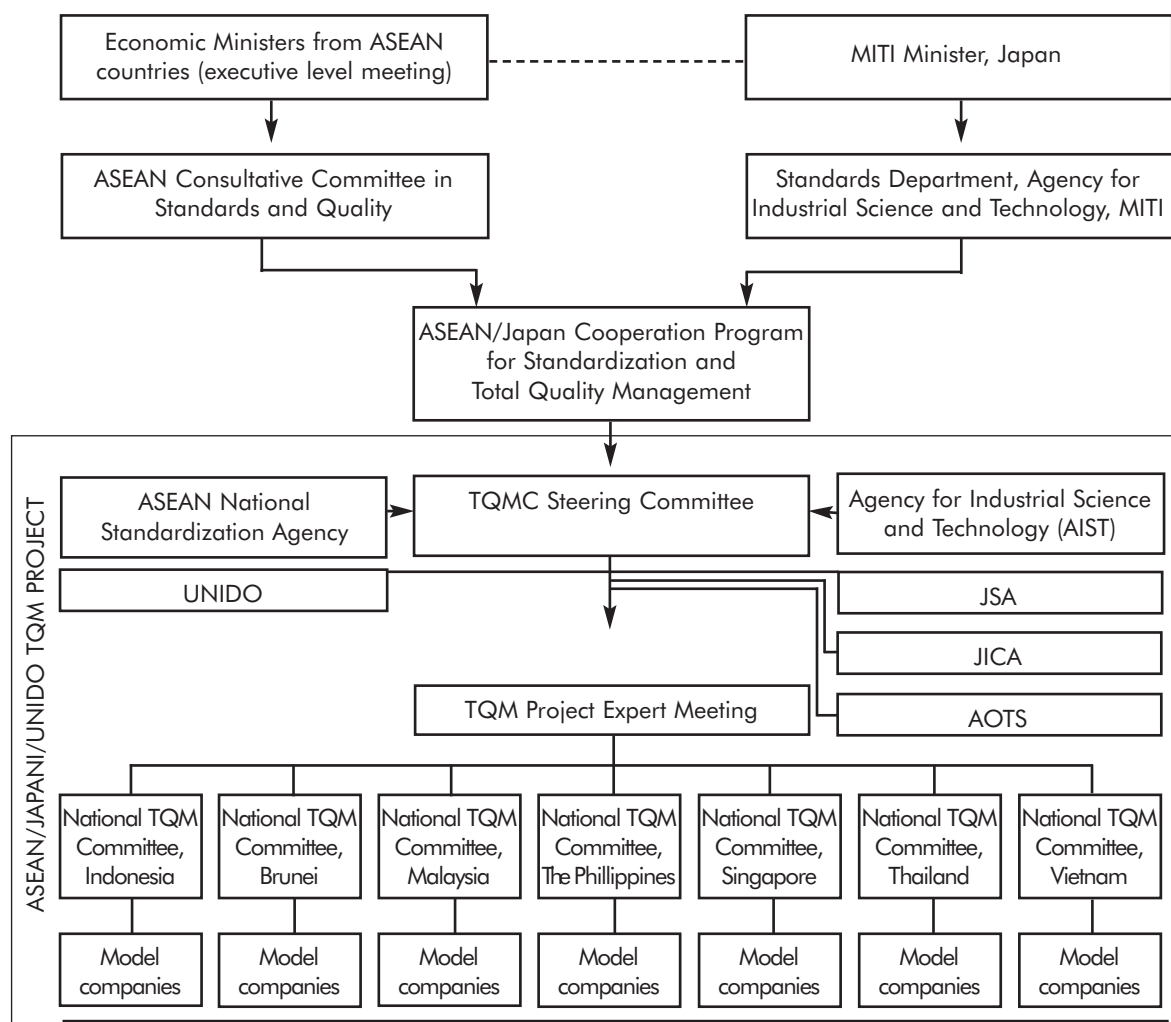 Economic Ministers from ASEAN
countries (executive level meeting)
MITI Minister, Japan
ASEAN Consultative Committee in
Standards and Quality
Standards Department, Agency for
Industrial Science and Technology, MITI
ASEAN/Japan Cooperation Program
for Standardization and
Total Quality Management
ASEAN/JAPANI/UNIDO TQM PROJECT
ASEAN National
Standardization Agency
TQMC Steering Committee
Agency for Industrial Science
and Technology (AIST)
UNIDO
JSA
JICA
TQM Project Expert Meeting
AOTS
National TQM
Committee,
Indonesia
National TQM
Committee,
Brunei
National TQM
Committee,
Malaysia
National TQM
Committee,
The Phillippines
National TQM
Committee,
Singapore
National TQM
Committee,
Thailand
National TQM
Committee,
Vietnam
Model
companies
Model
companies
Model
companies
Model
companies
Model
companies
Model
companies
Model
companies